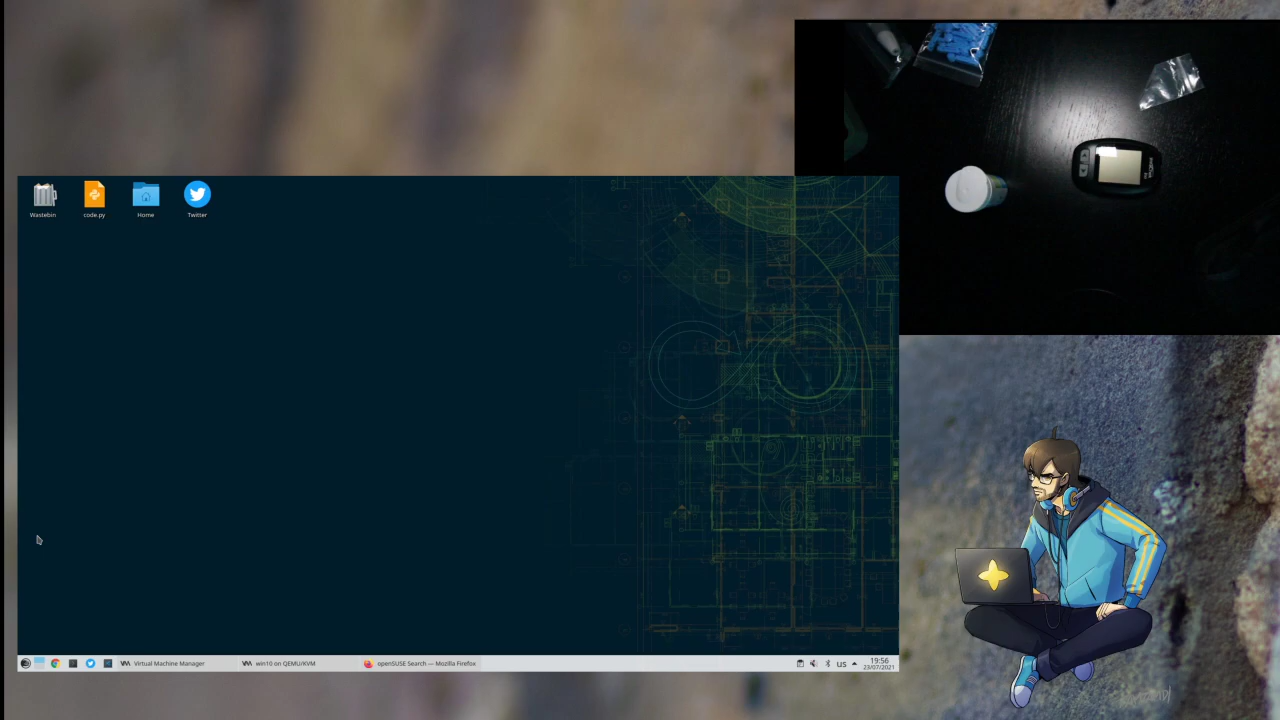 Wastebin
code.py
Home
Twitter
Virtual Machine Manager
win10 on QEMU/KVM
openSUSE Search — Mozilla Firefox
us
19:56
23/07/2021